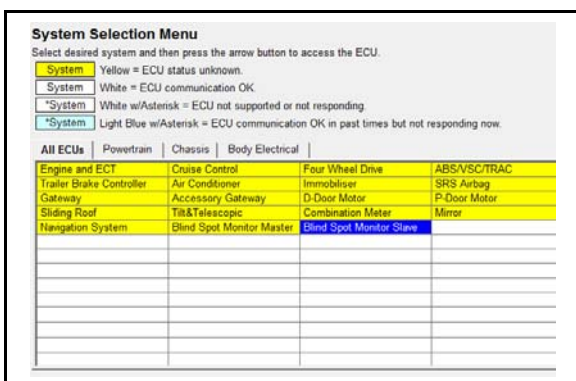 System Selection Menu
Select desired system and then press the arrow button to access the ECU.
System Yellow = ECU status unknown.
System White = ECU communication OK.
*System White w/Asterisk = ECU not supported or not responding.
*System Light Blue w/Asterisk = ECU communication OK in past times but not responding now.
All ECUs | Powertrain | Chassis | Body Electrical |
Engine and ECT Cruise Control Four Wheel Drive ABS/VSC/TRAC
Trailer Brake Controller Air Conditioner Immobiliser SRS Airbag
Gateway Accessory Gateway D-Door Motor P-Door Motor
Sliding Roof Tilt&Telescopic Combination Meter Mirror
Navigation System Blind Spot Monitor Master Blind Spot Monitor Slave